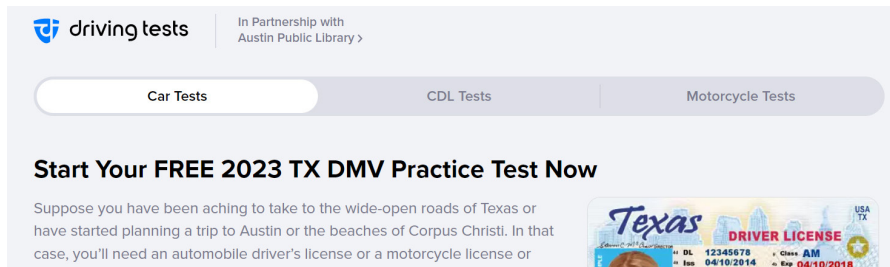 driving tests
In Partnership with
Austin Public Library >
Car Tests
CDL Tests
Motorcycle Tests
Start Your FREE 2023 TX DMV Practice Test Now
Suppose you have been aching to take to the wide-open roads of Texas or
have started planning a trip to Austin or the beaches of Corpus Christi. In that
case, you'll need an automobile driver's license or a motorcycle license or
Texas
USA
TX
DRIVER LICENSE
DL 12345678
Class AM
Iss 04/10/2014
Exp 04/10/2018